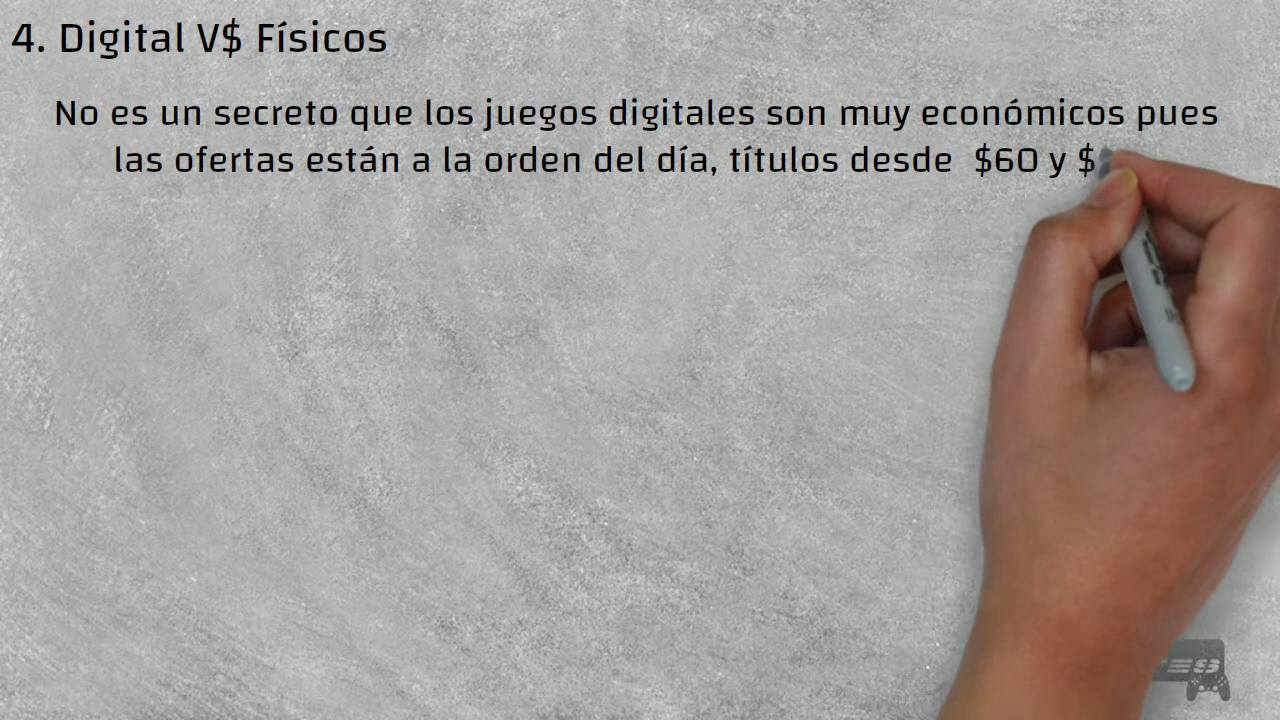 4. Digital V$ Físicos
No es un secreto que los juegos digitales son muy económicos pues
las ofertas están a la orden del día, títulos desde $60 y $